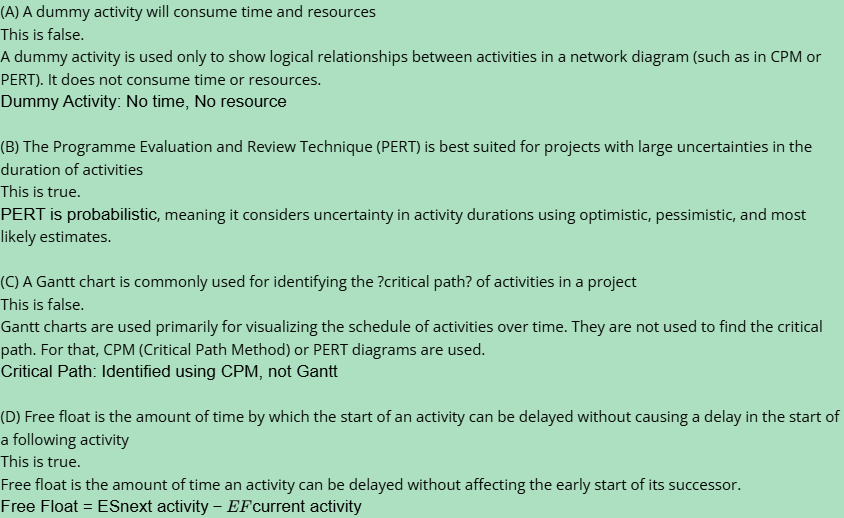 (A) A dummy activity will consume time and resources
This is false.
A dummy activity is used only to show logical relationships between activities in a network diagram (such as in CPM or
PERT). It does not consume time or resources.
Dummy Activity: No time, No resource
(B) The Programme Evaluation and Review Technique (PERT) is best suited for projects with large uncertainties in the
duration of activities
This is true.
PERT is probabilistic, meaning it considers uncertainty in activity durations using optimistic, pessimistic, and most
likely estimates.
(C) A Gantt chart is commonly used for identifying the ?critical path? of activities in a project
This is false.
Gantt charts are used primarily for visualizing the schedule of activities over time. They are not used to find the critical
path. For that, CPM (Critical Path Method) or PERT diagrams are used.
Critical Path: Identified using CPM, not Gantt
(D) Free float is the amount of time by which the start of an activity can be delayed without causing a delay in the start of
a following activity
This is true.
Free float is the amount of time an activity can be delayed without affecting the early start of its successor.
Free Float = ESnext activity − EFcurrent activity